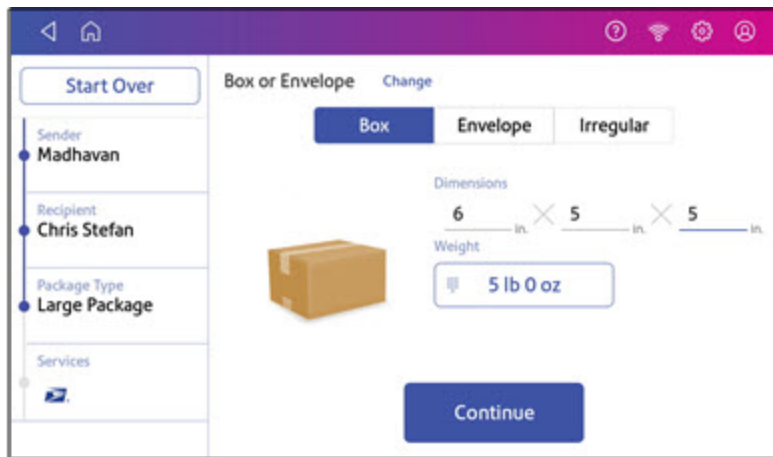 Start Over
Sender
Madhavan
Recipient
Chris Stefan
Package Type
Large Package
Services
Box or Envelope Change
Box Envelope Irregular
Dimensions
6 in. 5 in. 5 in.
Weight
5 lb 0 oz
Continue